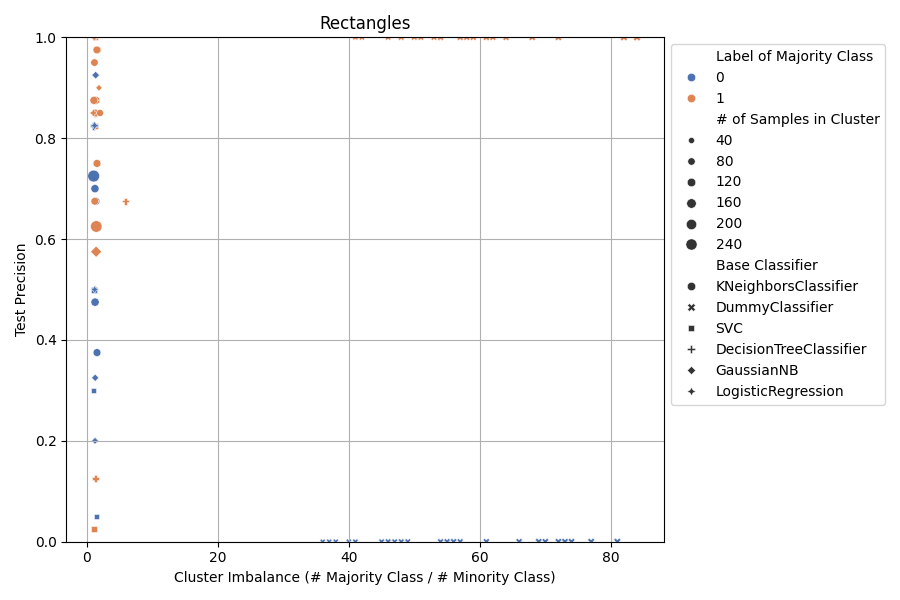 Rectangles
Test Precision
1.0
0.8
0.6
0.4
0.2
0.0
0
20
40
60
80
Cluster Imbalance (# Majority Class / # Minority Class)
Label of Majority Class
0
1
# of Samples in Cluster
40
80
120
160
200
240
Base Classifier
KNeighborsClassifier
DummyClassifier
SVC
DecisionTreeClassifier
GaussianNB
LogisticRegression